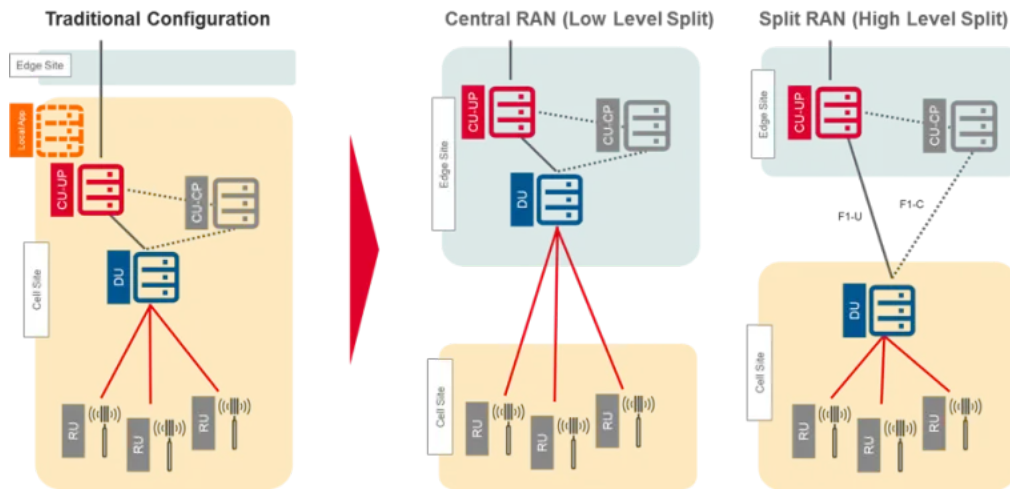 Traditional Configuration
Edge Site
Local App
CU-UP
CU-CP
DU
Cell Site
RU
RU
RU
Central RAN (Low Level Split)
Edge Site
CU-UP
CU-CP
DU
Cell Site
RU
RU
RU
Split RAN (High Level Split)
Edge Site
CU-UP
CU-CP
F1-U
F1-C
DU
Cell Site
RU
RU
RU